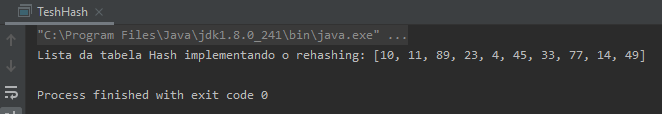 TeshHash
"C:\Program Files\Java\jdk1.8.0_241\bin\java.exe" ...
Lista da tabela Hash implementando o rehashing: [10, 11, 89, 23, 4, 45, 33, 77, 14, 49]
Process finished with exit code 0